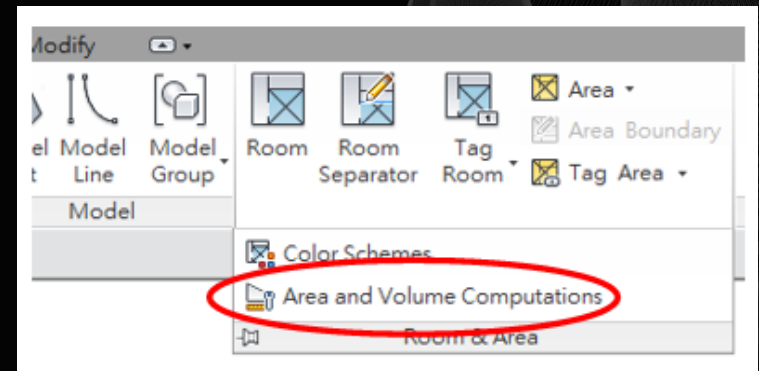 Modify
Model Line
Model Group
Room
Room Separator
Tag Room
Area
Area Boundary
Tag Area
Model
Color Schemes
Area and Volume Computations
Room & Area